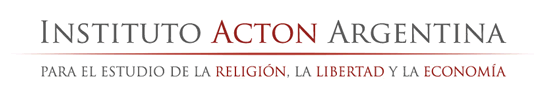 INSTITUTO ACTON ARGENTINA
PARA EL ESTUDIO DE LA RELIGIÓN, LA LIBERTAD Y LA ECONOMÍA